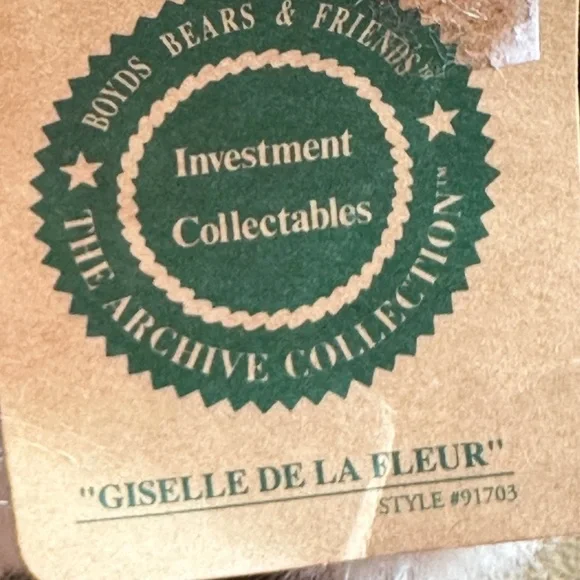 BOYDS BEARS & FRIENDS™
Investment
Collectables
THE ARCHIVE COLLECTION™
"GISELLE DE LA FLEUR"
STYLE #91703